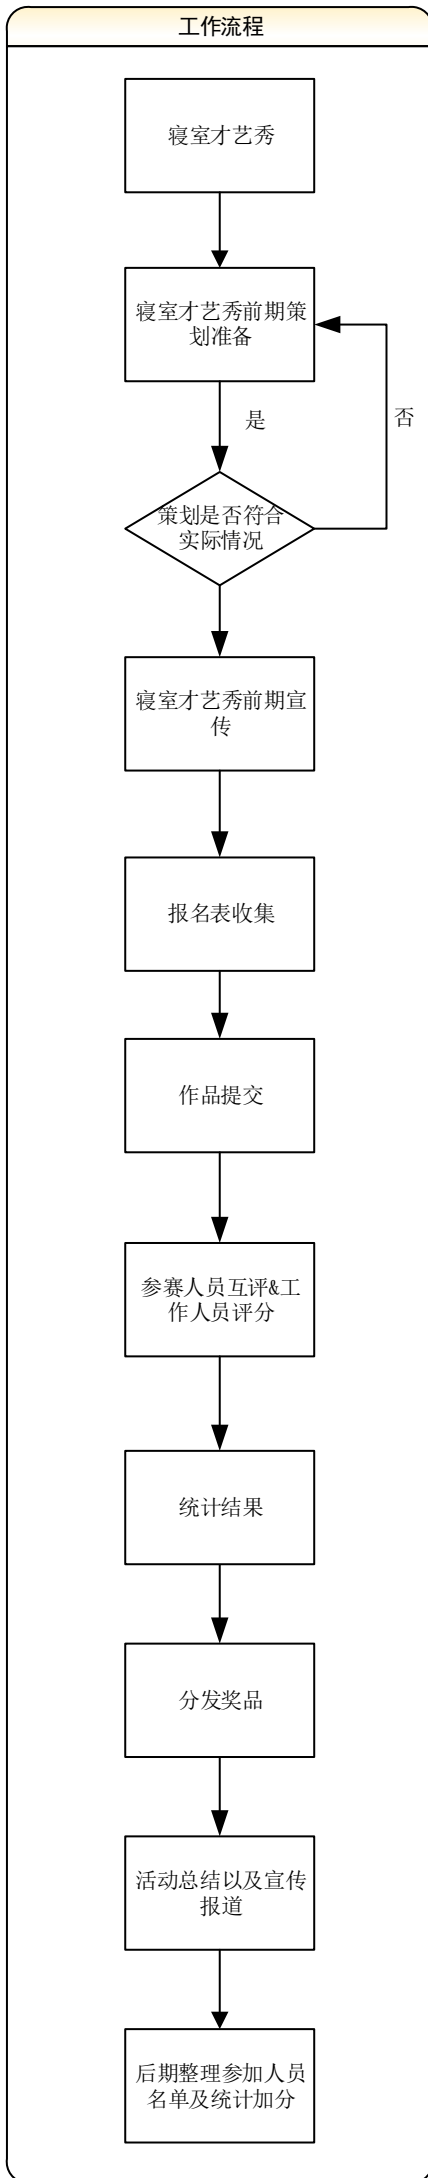 工作流程
寝室才艺秀
寝室才艺秀前期策
划准备
是
否
策划是否符合
实际情况
寝室才艺秀前期宣
传
报名表收集
作品提交
参赛人员互评&工
作人员评分
统计结果
分发奖品
活动总结以及宣传
报道
后期整理参加人员
名单及统计加分